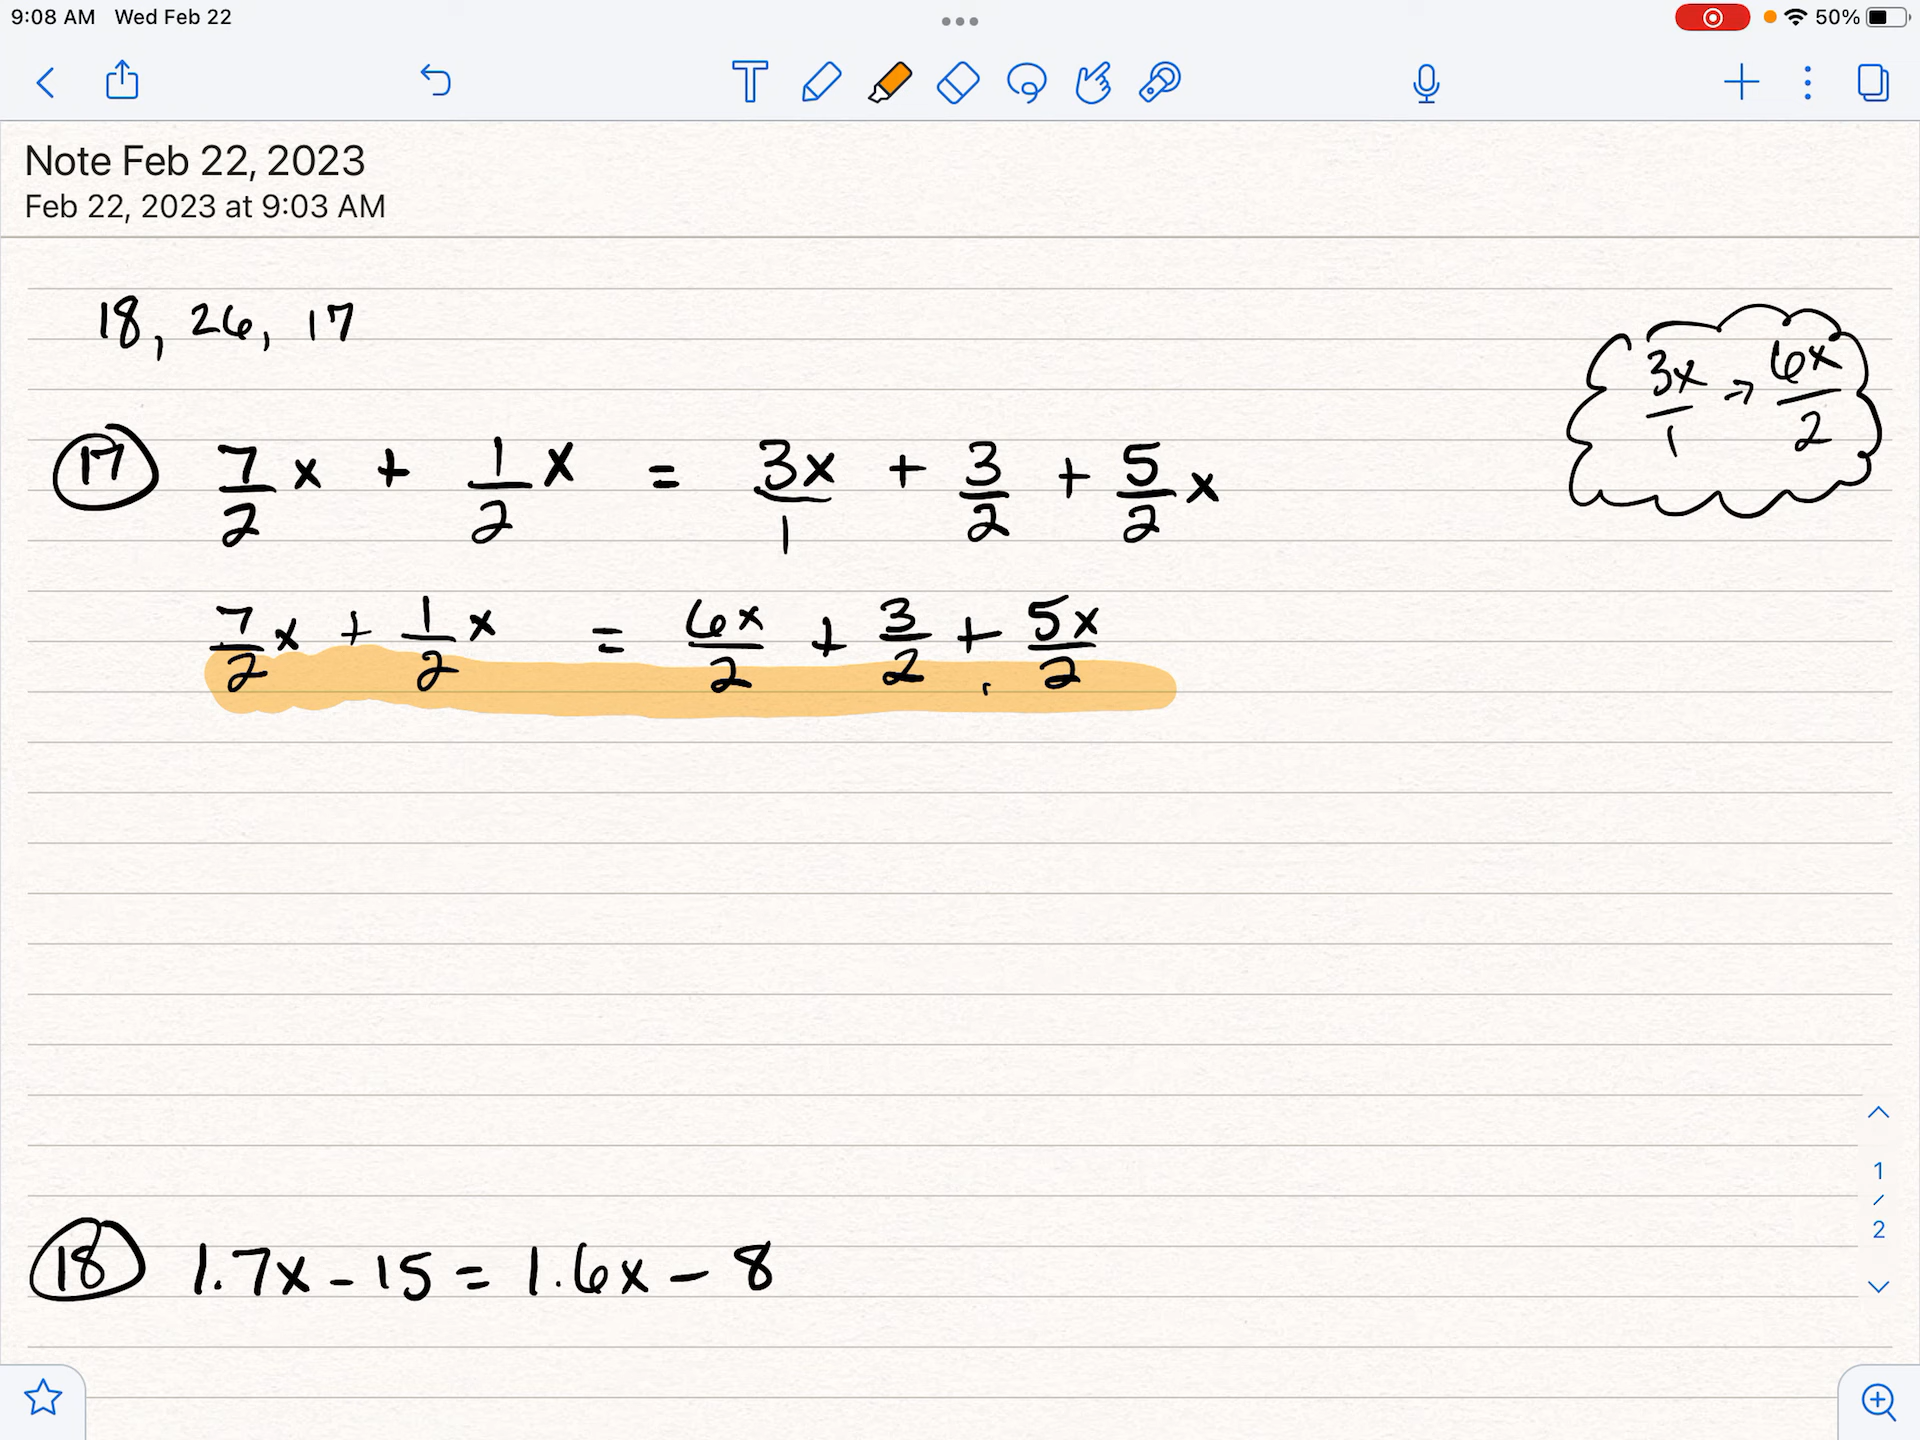 9:08 AM Wed Feb 22
50%
T
Note Feb 22, 2023
Feb 22, 2023 at 9:03 AM
18, 26, 17
3x/1 → 6x/2
17 7/2 x + 1/2 x = 3x/1 + 3/2 + 5/2 x
7/2 x + 1/2 x = 6x/2 + 3/2 + 5x/2
1
/
2
18 1.7x - 15 = 1.6x - 8